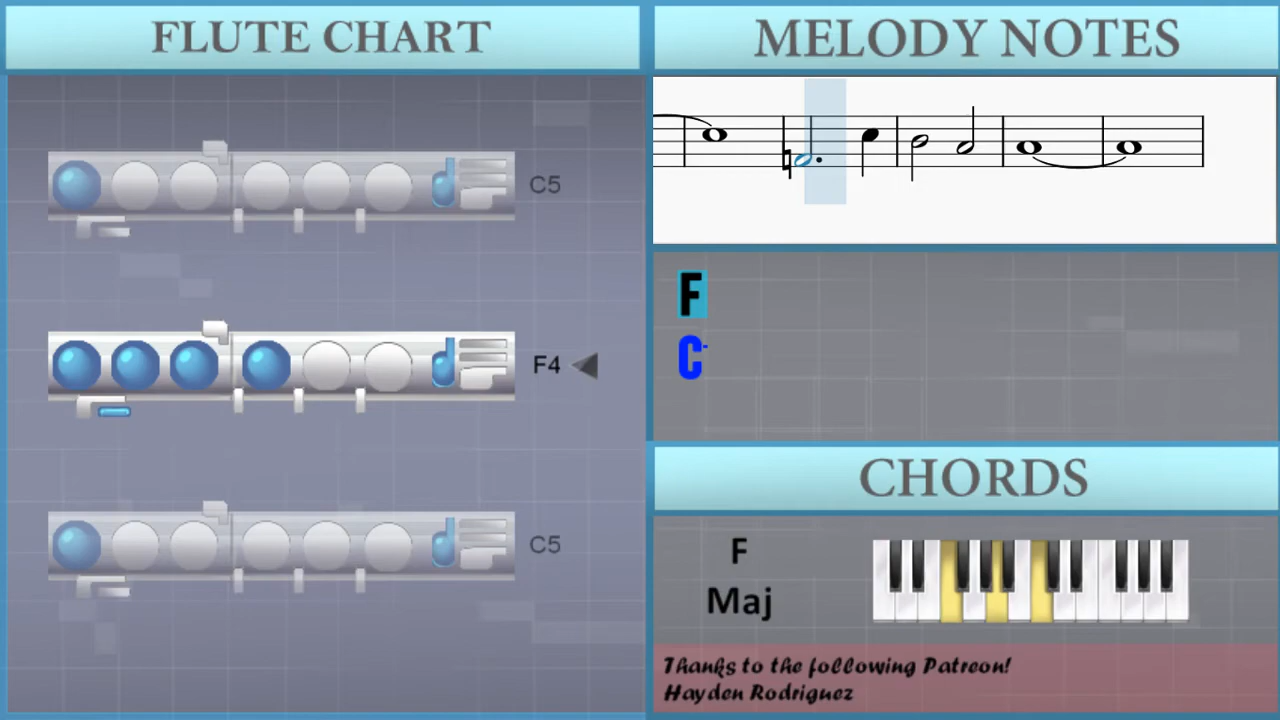 FLUTE CHART
C5
F4
C5
MELODY NOTES
F
C-
CHORDS
F
Maj
Thanks to the following Patreon!
Hayden Rodriguez